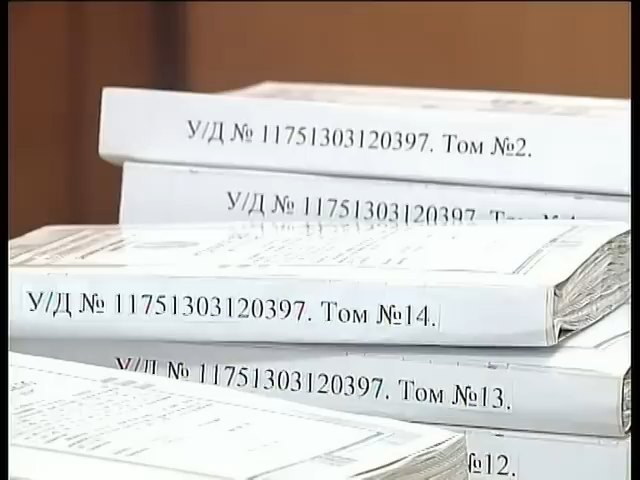 У/Д № 11751303120397. Том №2.
У/Д № 11751303120397.
У/Д № 11751303120397. Том №14.
У/Д № 11751303120397. Том №13.
№12.